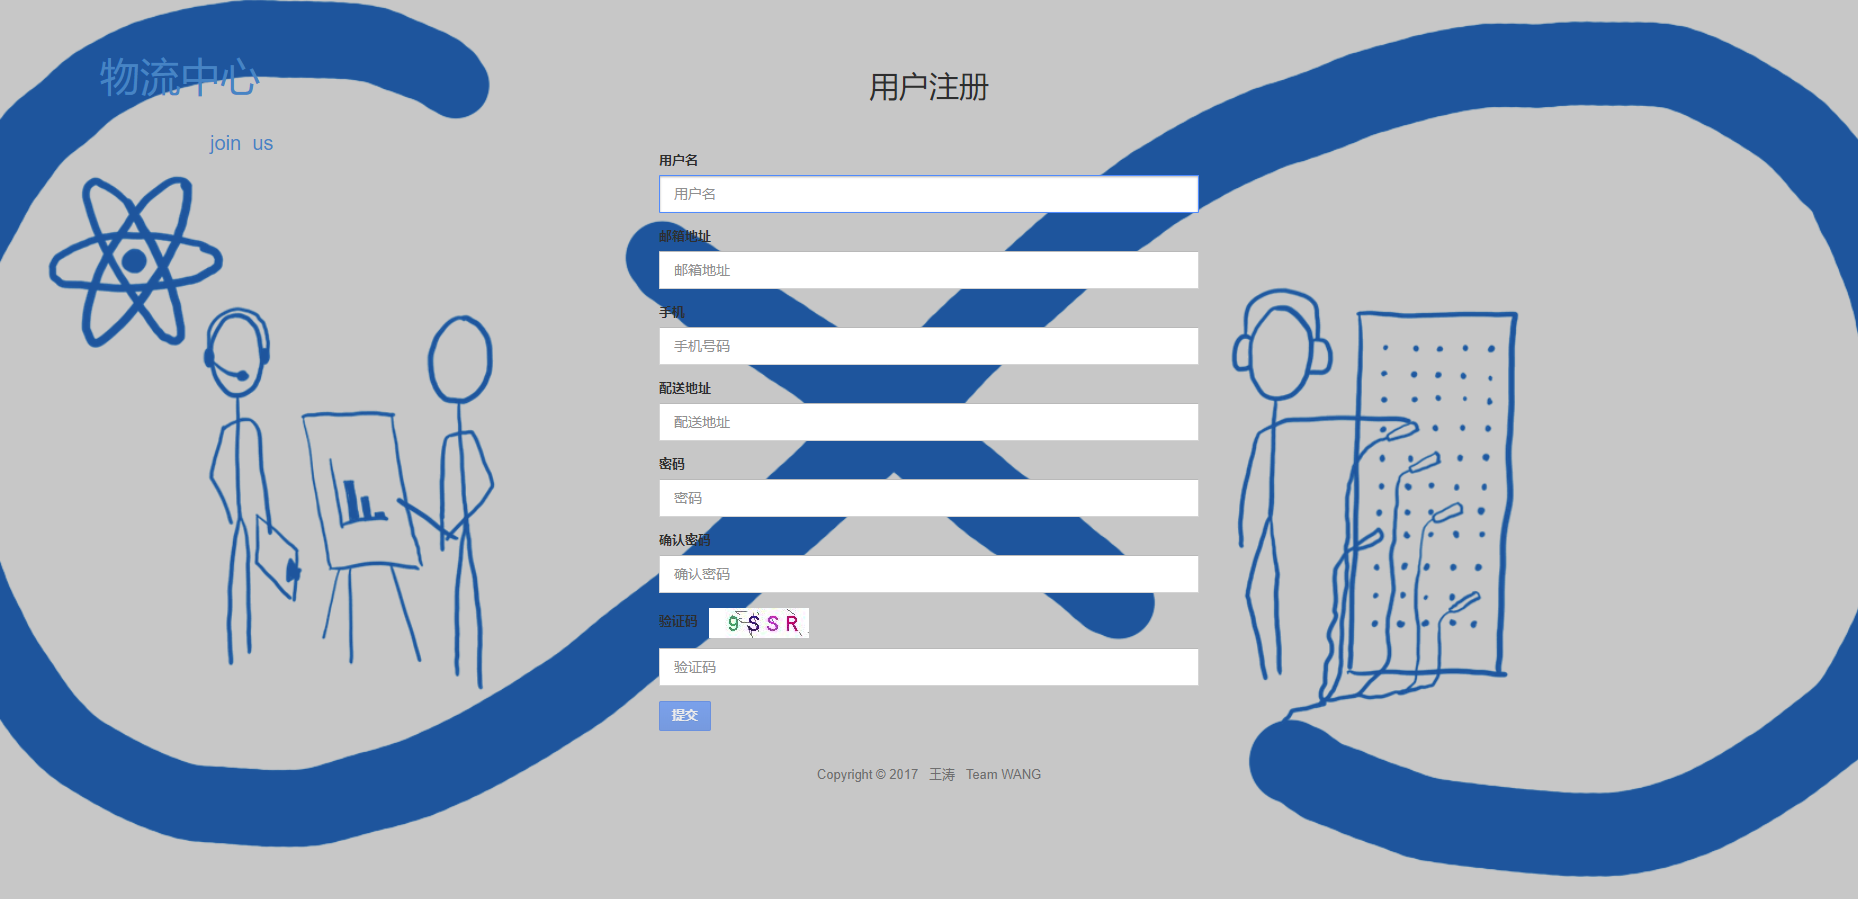 物流中心
join us
用户注册
用户名
用户名
邮箱地址
邮箱地址
手机
手机号码
配送地址
配送地址
密码
密码
确认密码
确认密码
验证码 9SSR
验证码
提交
Copyright © 2017 王涛 Team WANG